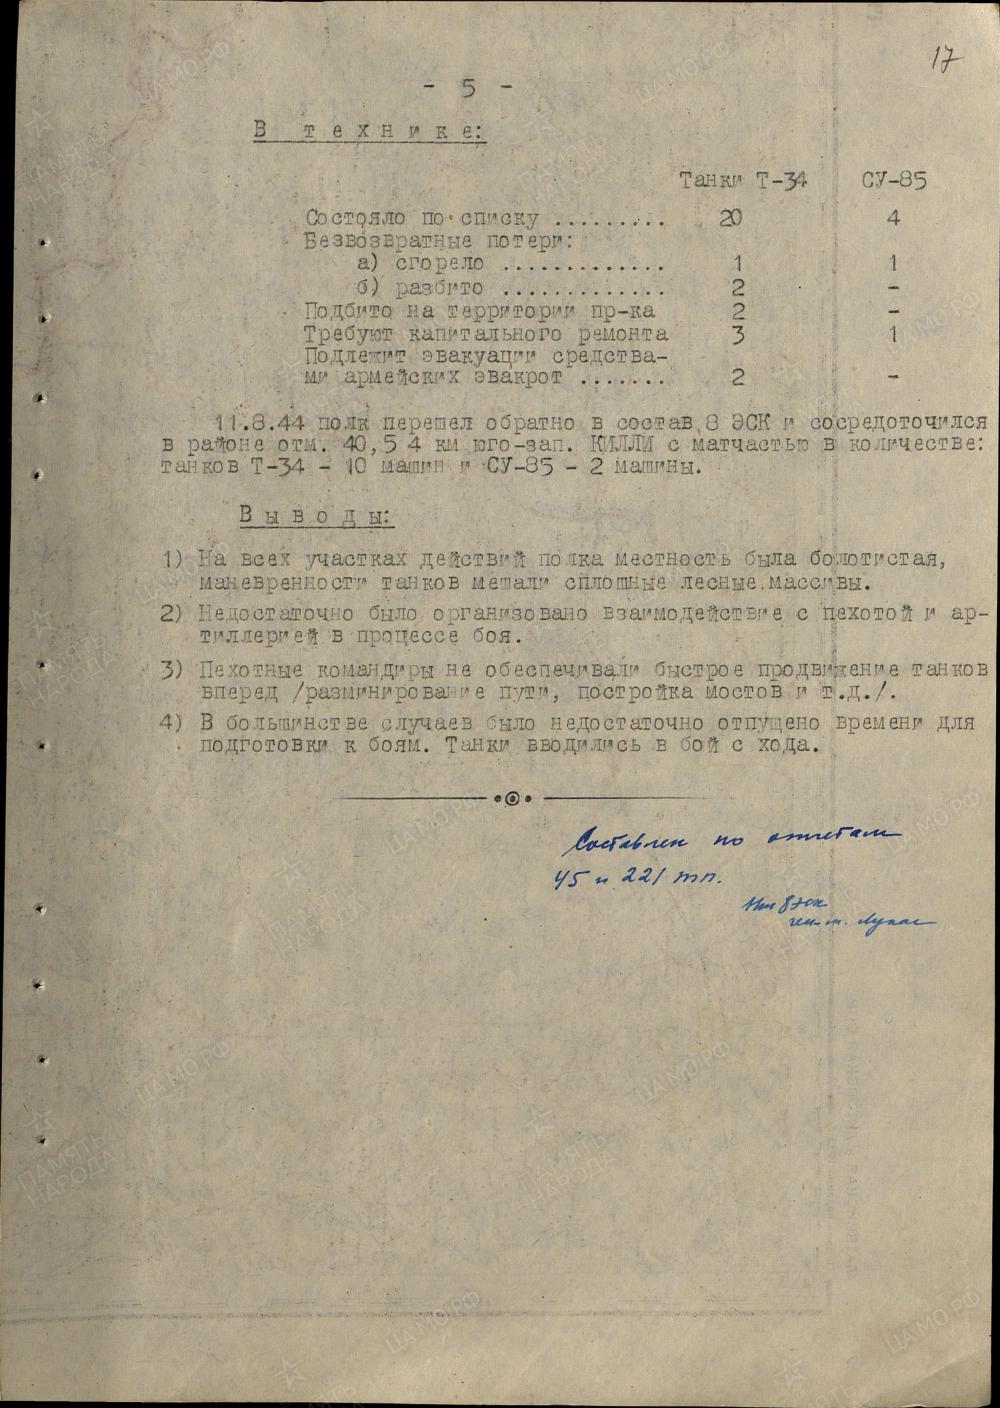 17
- 5 -
В технике:
Танки Т-34 СУ-85
Состояло по списку ......... 20 4
Безвозвратные потери:
а) сгорело ............. 1 1
б) разбито ............. 2 -
Подбито на территории пр-ка 2 -
Требуют капитального ремонта 3 1
Подлежит эвакуации средства-
ми армейских эвакрот ....... 2 -
11.8.44 полк перешел обратно в состав 8 ЭСК и сосредоточился
в районе отм. 40,5 4 км юго-зап. КИЛЛИ с матчастью в количестве:
танков Т-34 - 10 машин и СУ-85 - 2 машины.
Выводы:
1) На всех участках действий полка местность была болотистая,
маневренности танков мешали сплошные лесные массивы.
2) Недостаточно было организовано взаимодействие с пехотой и ар-
тиллерией в процессе боя.
3) Пехотные командиры не обеспечивали быстрое продвижение танков
вперед /разминирование пути, постройка мостов и т.д./.
4) В большинстве случаев было недостаточно отпущено времени для
подготовки к боям. Танки вводились в бой с хода.
Составлен по отчетам
45 и 221 тп.
8 эск